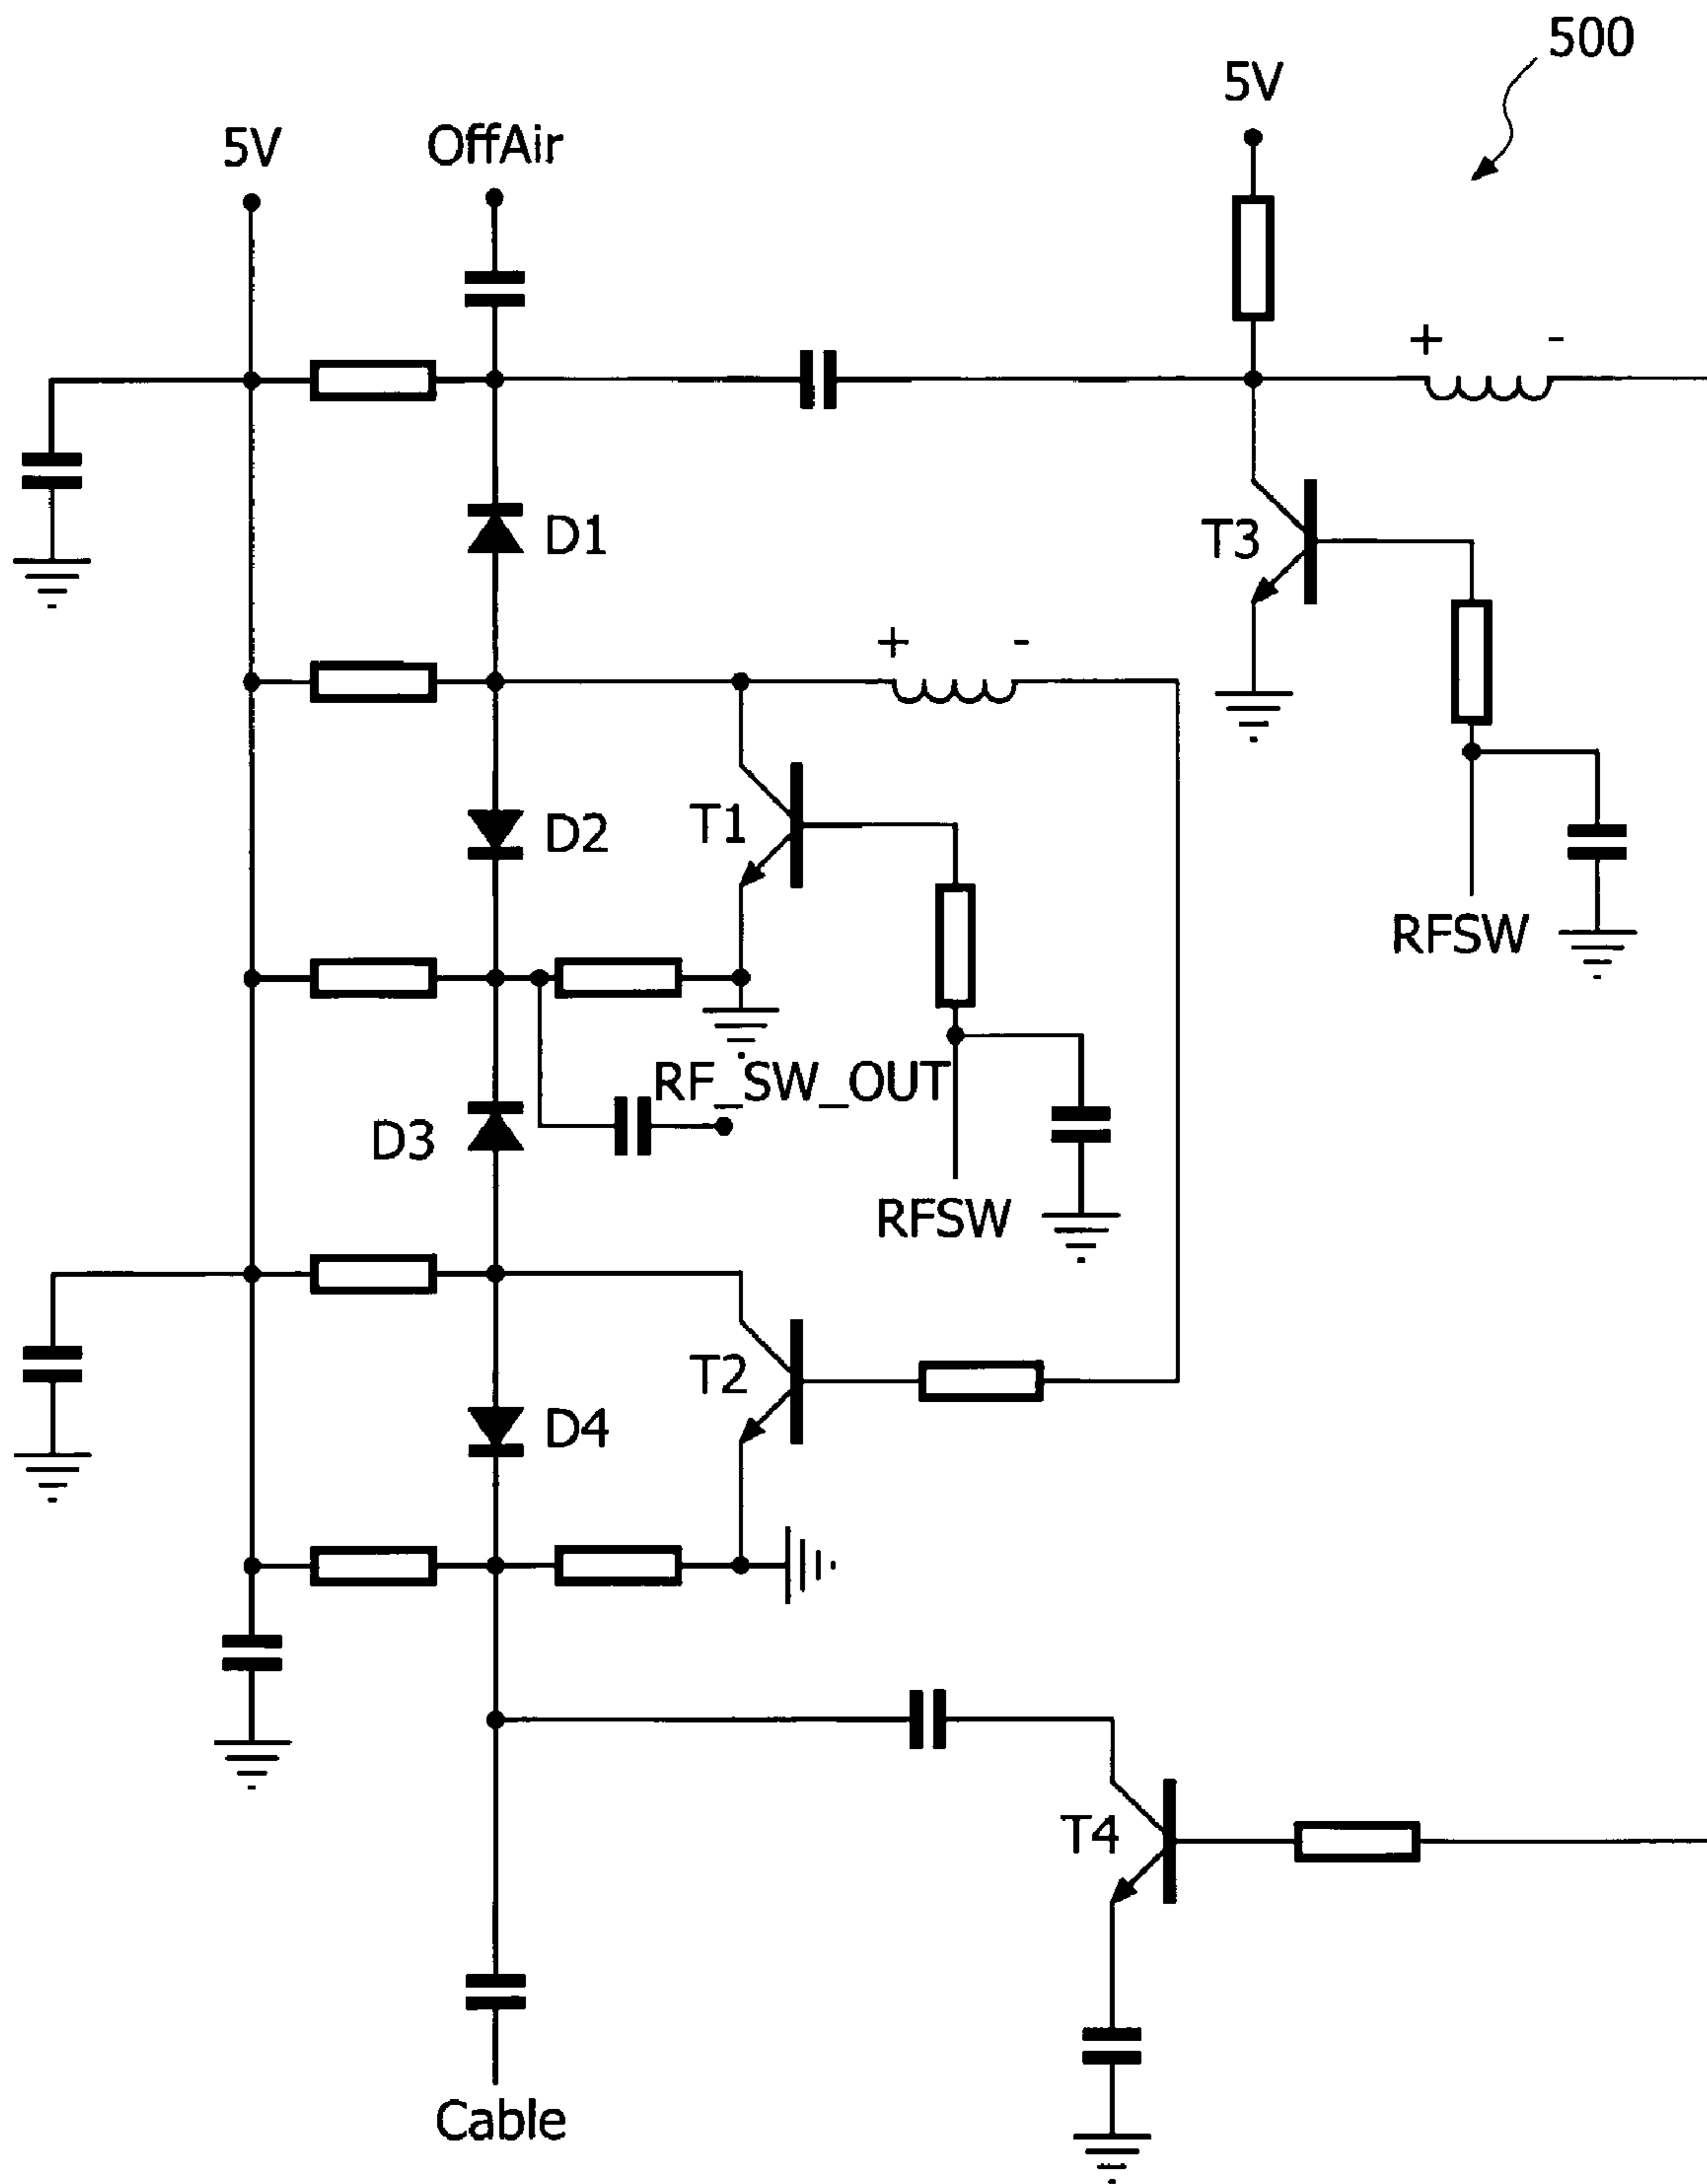 500
5V
5V
OffAir
+ -
D1
T3
+ -
D2
T1
RFSW
RF_SW_OUT
D3
RFSW
T2
D4
T4
Cable